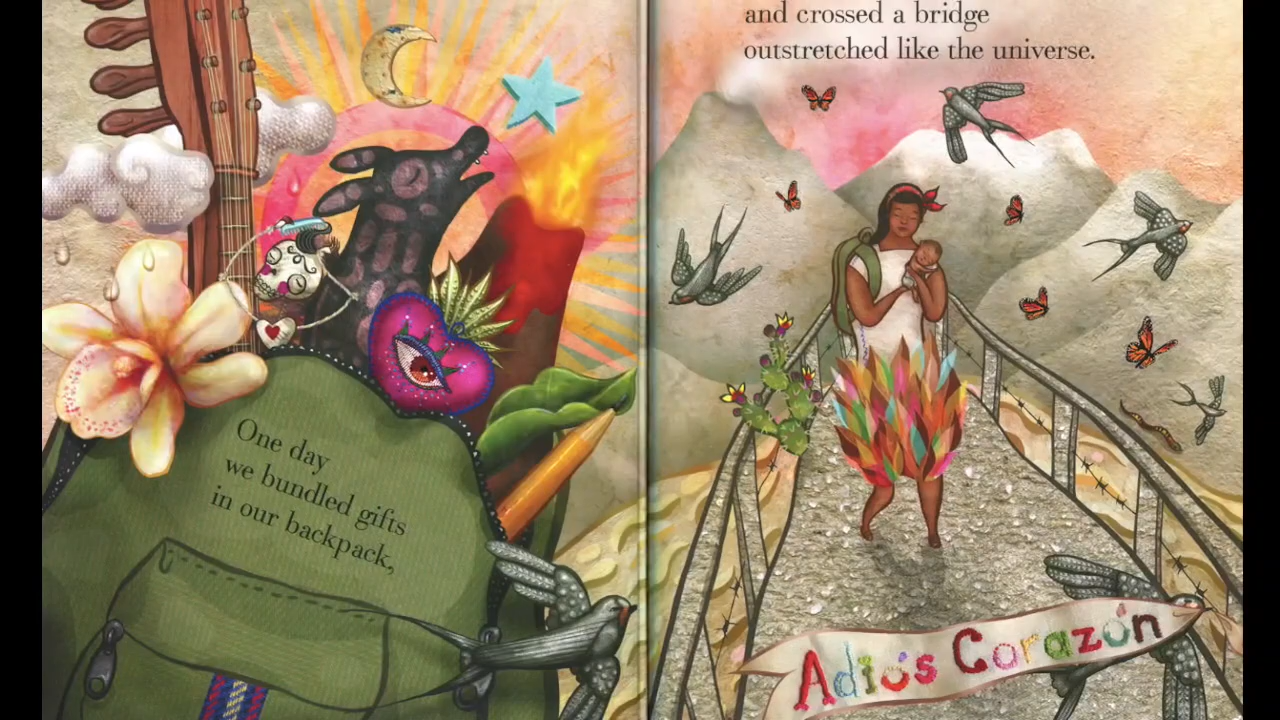 One day
we bundled gifts
in our backpack,
and crossed a bridge
outstretched like the universe.
Adiós Corazón